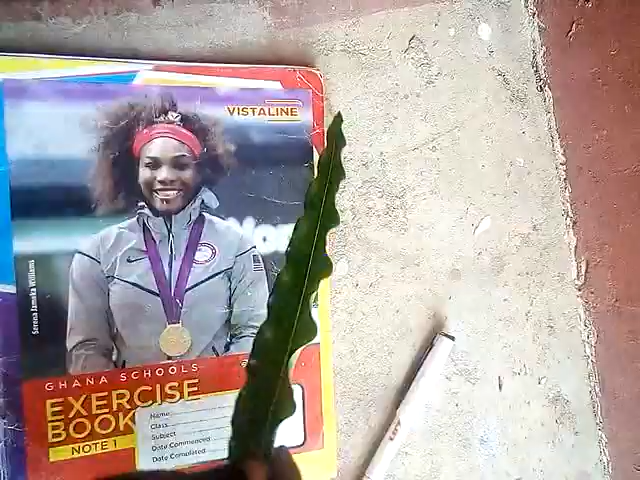 VISTALINE
Serena Jameka Williams
GHANA SCHOOLS
EXERCISE
BOOK
NOTE 1
Name:
Class:
Subject
Date Commenced
Date Completed